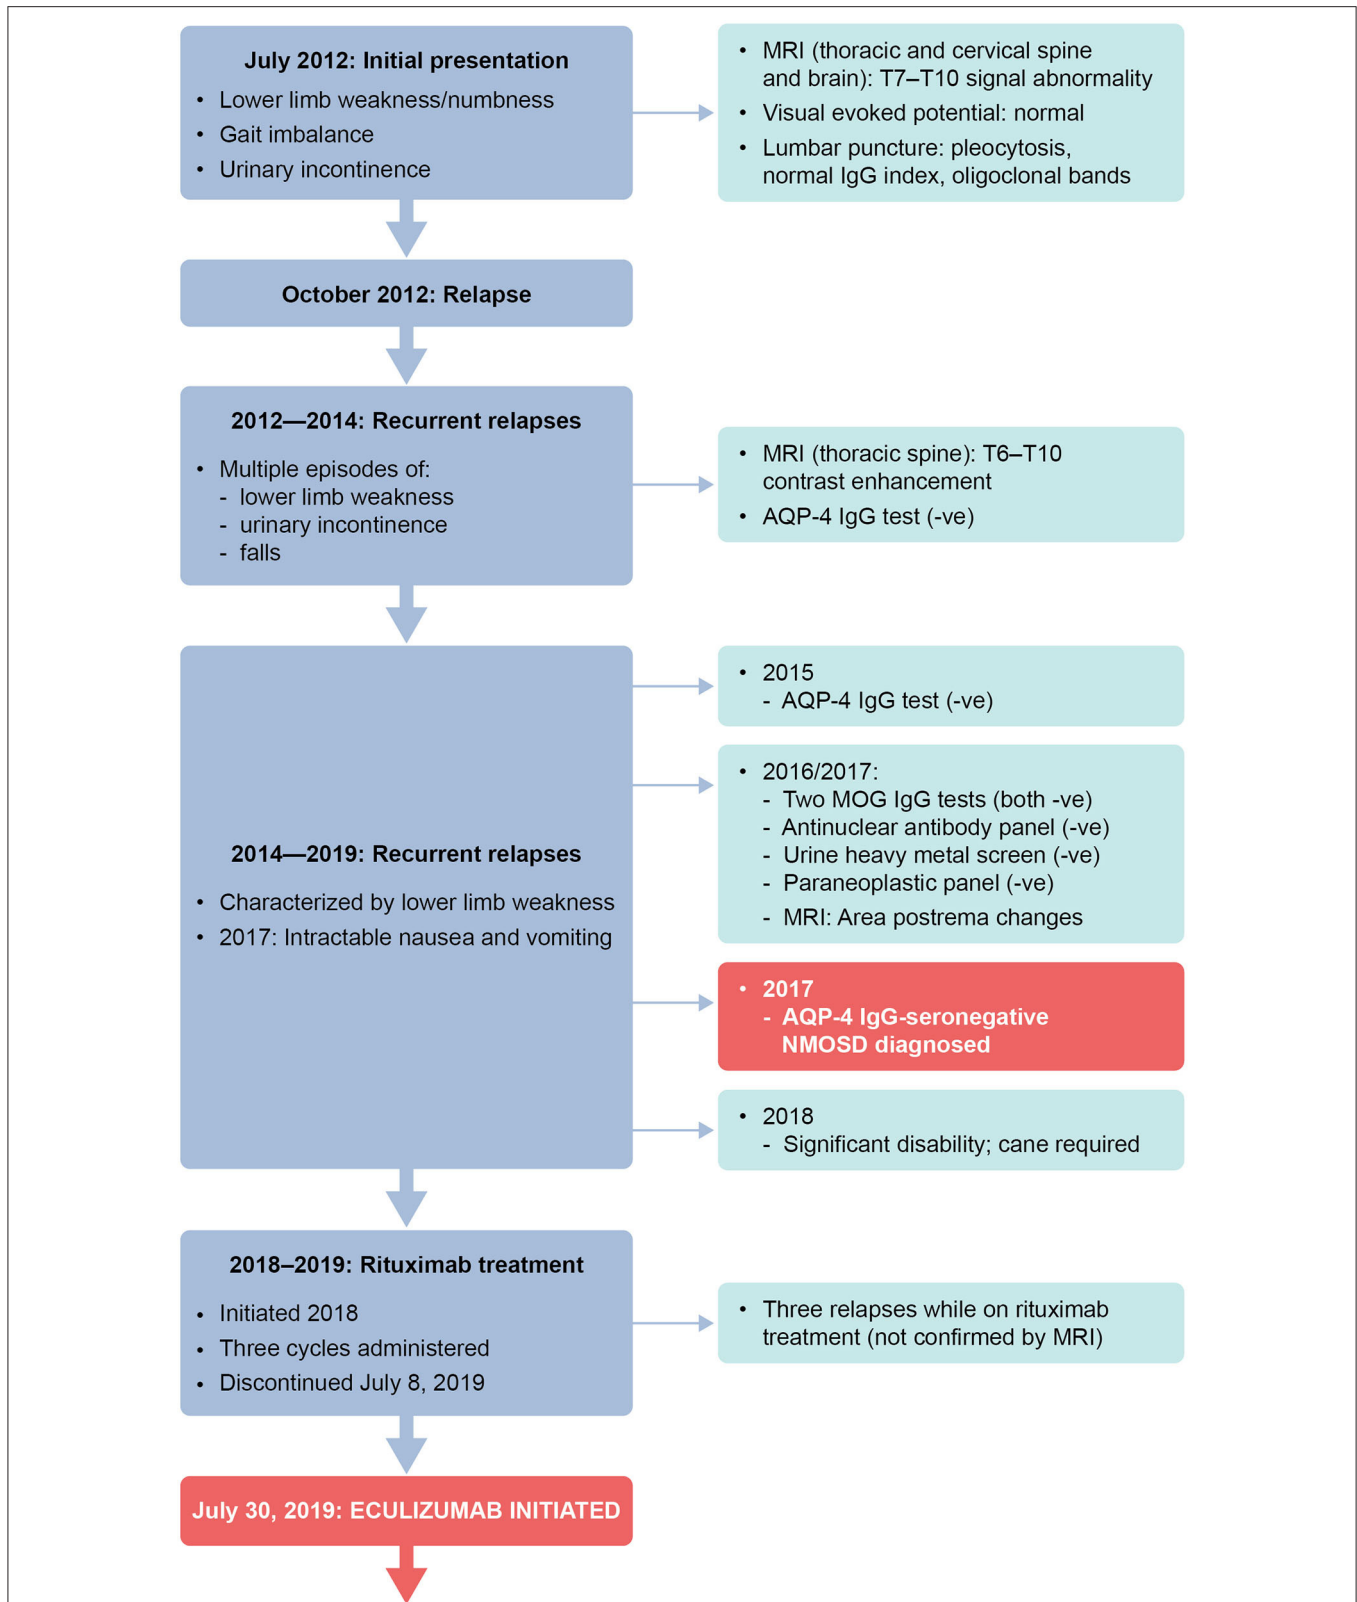 July 2012: Initial presentation
• Lower limb weakness/numbness
• Gait imbalance
• Urinary incontinence
• MRI (thoracic and cervical spine
and brain): T7–T10 signal abnormality
• Visual evoked potential: normal
• Lumbar puncture: pleocytosis,
normal IgG index, oligoclonal bands
October 2012: Relapse
2012—2014: Recurrent relapses
• Multiple episodes of:
- lower limb weakness
- urinary incontinence
- falls
• MRI (thoracic spine): T6–T10
contrast enhancement
• AQP-4 IgG test (-ve)
2014—2019: Recurrent relapses
• Characterized by lower limb weakness
• 2017: Intractable nausea and vomiting
• 2015
- AQP-4 IgG test (-ve)
• 2016/2017:
- Two MOG IgG tests (both -ve)
- Antinuclear antibody panel (-ve)
- Urine heavy metal screen (-ve)
- Paraneoplastic panel (-ve)
- MRI: Area postrema changes
• 2017
- AQP-4 IgG-seronegative
NMOSD diagnosed
• 2018
- Significant disability; cane required
2018–2019: Rituximab treatment
• Initiated 2018
• Three cycles administered
• Discontinued July 8, 2019
• Three relapses while on rituximab
treatment (not confirmed by MRI)
July 30, 2019: ECULIZUMAB INITIATED